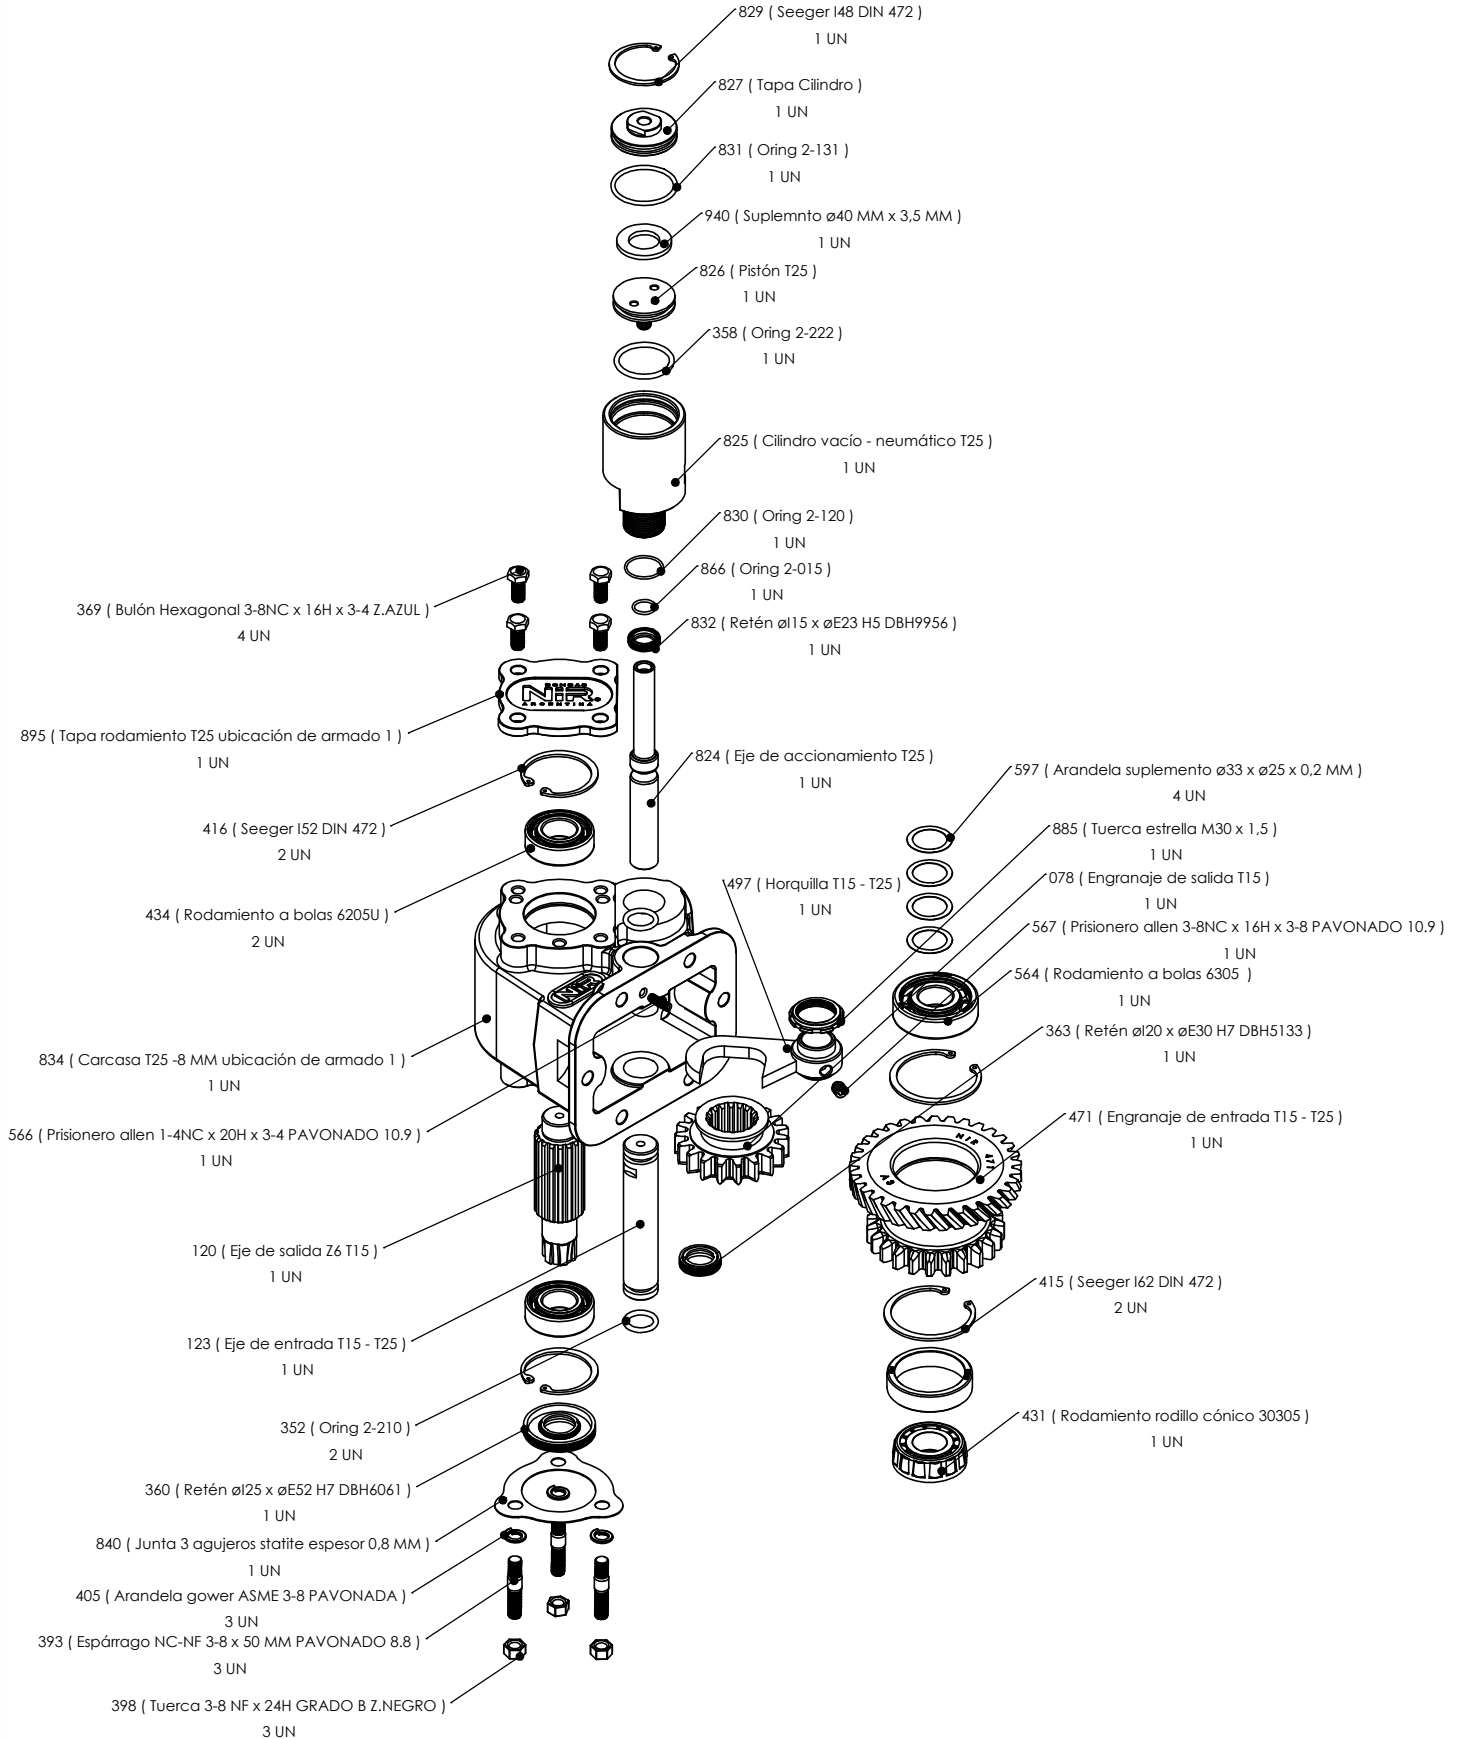 829 ( Seeger I48 DIN 472 )
1 UN
827 ( Tapa Cilindro )
1 UN
831 ( Oring 2-131 )
1 UN
940 ( Suplemnto ø40 MM x 3,5 MM )
1 UN
826 ( Pistón T25 )
1 UN
358 ( Oring 2-222 )
1 UN
825 ( Cilindro vacío - neumático T25 )
1 UN
830 ( Oring 2-120 )
1 UN
866 ( Oring 2-015 )
1 UN
369 ( Bulón Hexagonal 3-8NC x 16H x 3-4 Z.AZUL )
4 UN
832 ( Retén øI15 x øE23 H5 DBH9956 )
1 UN
BOMBAS
NIR
ARGENTINA
895 ( Tapa rodamiento T25 ubicación de armado 1 )
1 UN
824 ( Eje de accionamiento T25 )
1 UN
597 ( Arandela suplemento ø33 x ø25 x 0,2 MM )
4 UN
416 ( Seeger I52 DIN 472 )
2 UN
885 ( Tuerca estrella M30 x 1,5 )
1 UN
497 ( Horquilla T15 - T25 )
1 UN
078 ( Engranaje de salida T15 )
1 UN
434 ( Rodamiento a bolas 6205U )
2 UN
567 ( Prisionero allen 3-8NC x 16H x 3-8 PAVONADO 10.9 )
1 UN
564 ( Rodamiento a bolas 6305 )
1 UN
NIR
363 ( Retén øI20 x øE30 H7 DBH5133 )
1 UN
834 ( Carcasa T25 -8 MM ubicación de armado 1 )
1 UN
471 ( Engranaje de entrada T15 - T25 )
1 UN
566 ( Prisionero allen 1-4NC x 20H x 3-4 PAVONADO 10.9 )
1 UN
NIR 471 A3
120 ( Eje de salida Z6 T15 )
1 UN
415 ( Seeger I62 DIN 472 )
2 UN
123 ( Eje de entrada T15 - T25 )
1 UN
431 ( Rodamiento rodillo cónico 30305 )
1 UN
352 ( Oring 2-210 )
2 UN
360 ( Retén øI25 x øE52 H7 DBH6061 )
1 UN
840 ( Junta 3 agujeros statite espesor 0,8 MM )
1 UN
405 ( Arandela gower ASME 3-8 PAVONADA )
3 UN
393 ( Espárrago NC-NF 3-8 x 50 MM PAVONADO 8.8 )
3 UN
398 ( Tuerca 3-8 NF x 24H GRADO B Z.NEGRO )
3 UN